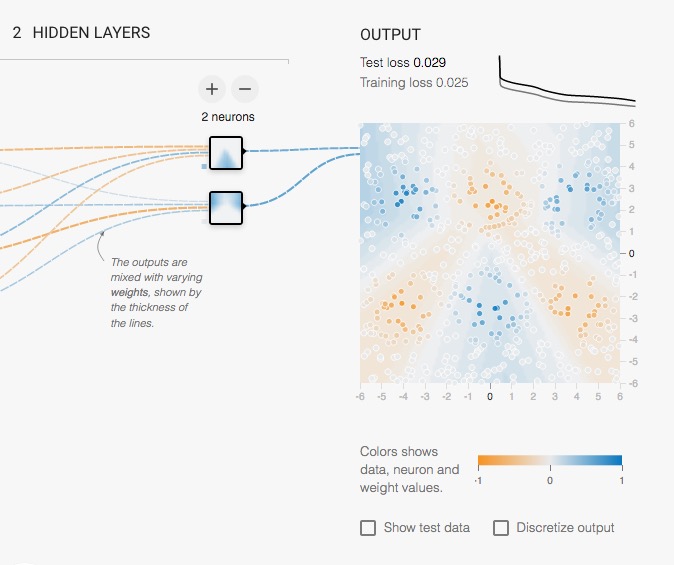 2 HIDDEN LAYERS
+ −
2 neurons
The outputs are
mixed with varying
weights, shown by
the thickness of
the lines.
OUTPUT
Test loss 0.029
Training loss 0.025
6
5
4
3
2
1
0
-1
-2
-3
-4
-5
-6
-6 -5 -4 -3 -2 -1 0 1 2 3 4 5 6
Colors shows
data, neuron and
weight values.
-1 0 1
Show test data Discretize output